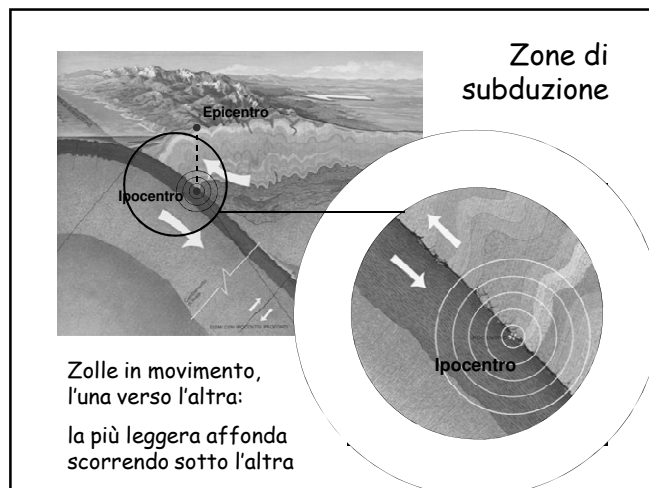 Zone di
subduzione
Epicentro
Ipocentro
Ipocentro
Zolle in movimento,
l'una verso l'altra:
la più leggera affonda
scorrendo sotto l'altra